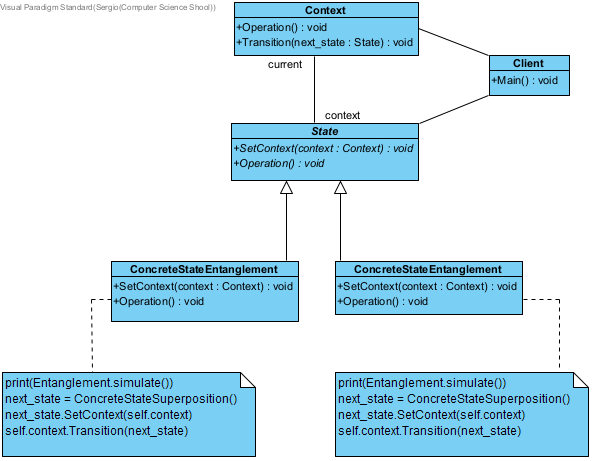 Visual Paradigm Standard(Sergio(Computer Science Shool))
Context
+Operation() : void
+Transition(next_state : State) : void
current
Client
+Main() : void
context
State
+SetContext(context : Context) : void
+Operation() : void
ConcreteStateEntanglement
+SetContext(context : Context) : void
+Operation() : void
ConcreteStateEntanglement
+SetContext(context : Context) : void
+Operation() : void
print(Entanglement.simulate())
next_state = ConcreteStateSuperposition()
next_state.SetContext(self.context)
self.context.Transition(next_state)
print(Entanglement.simulate())
next_state = ConcreteStateSuperposition()
next_state.SetContext(self.context)
self.context.Transition(next_state)